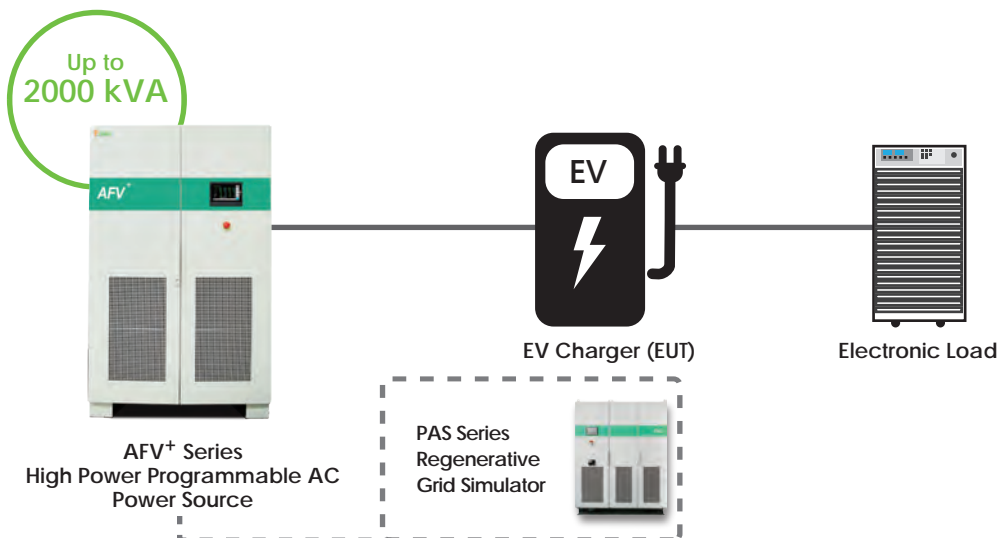 Up to
2000 kVA
AFV+
EV
EV Charger (EUT)
Electronic Load
AFV+ Series
High Power Programmable AC
Power Source
PAS Series
Regenerative
Grid Simulator